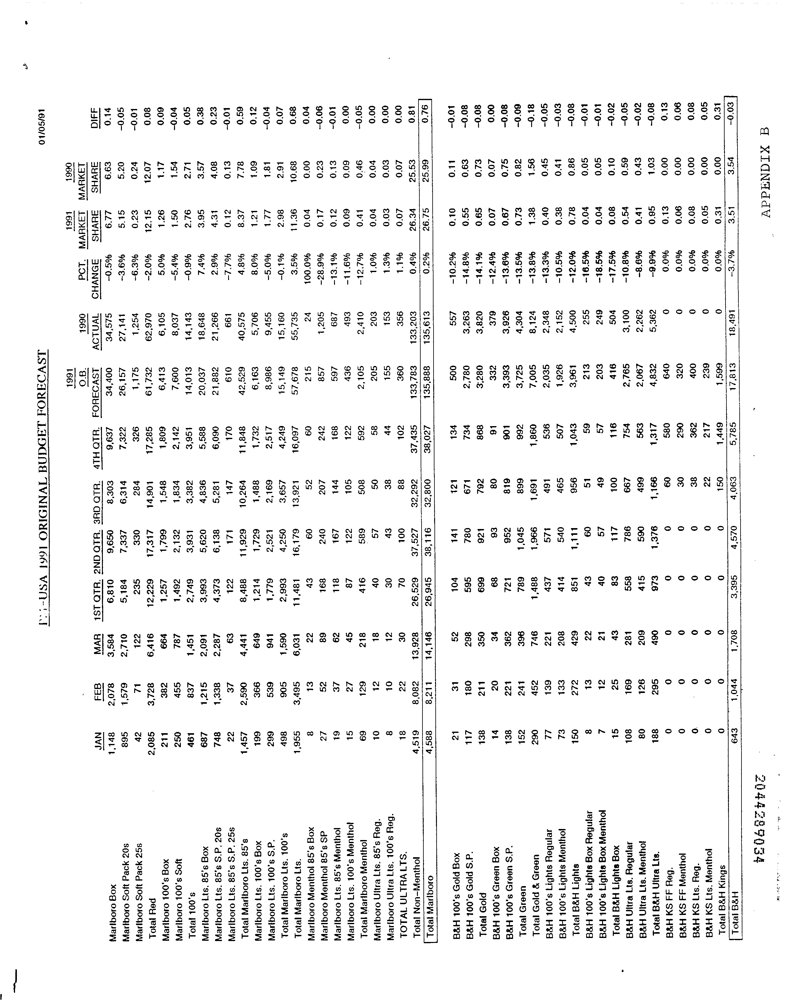 01/05/91
-USA 1991 ORIGINAL BUDGET FORECAST
1991 1991 1990
O.B. 1990 PCT. MARKET MARKET
JAN FEB MAR 1ST QTR. 2ND QTR. 3RD QTR. 4TH QTR. FORECAST ACTUAL CHANGE SHARE SHARE DIFF
Marlboro Box 1,148 2,078 3,584 6,810 9,650 8,303 9,637 34,400 34,575 -0.5% 6.77 6.63 0.14
Marlboro Soft Pack 20s 895 1,579 2,710 5,184 7,337 6,314 7,322 26,157 27,141 -3.6% 5.15 5.20 -0.05
Marlboro Soft Pack 25s 42 71 122 235 330 284 326 1,175 1,254 -6.3% 0.23 0.24 -0.01
Total Red 2,085 3,728 6,416 12,229 17,317 14,901 17,285 61,732 62,970 -2.0% 12.15 12.07 0.08
Marlboro 100's Box 211 382 664 1,257 1,799 1,548 1,809 6,413 6,105 5.0% 1.26 1.17 0.09
Marlboro 100's Soft 250 455 787 1,492 2,132 1,834 2,142 7,600 8,037 -5.4% 1.50 1.54 -0.04
Total 100's 461 837 1,451 2,749 3,931 3,382 3,951 14,013 14,143 -0.9% 2.76 2.71 0.05
Marlboro Lts. 85's Box 687 1,215 2,091 3,993 5,620 4,836 5,588 20,037 18,648 7.4% 3.95 3.57 0.38
Marlboro Lts. 85's S.P. 20s 748 1,338 2,287 4,373 6,138 5,281 6,090 21,882 21,266 2.9% 4.31 4.08 0.23
Marlboro Lts. 85's S.P. 25s 22 37 63 122 171 147 170 610 661 -7.7% 0.12 0.13 -0.01
Total Marlboro Lts. 85's 1,457 2,590 4,441 8,488 11,929 10,264 11,848 42,529 40,575 4.8% 8.37 7.78 0.59
Marlboro Lts. 100's Box 199 366 649 1,214 1,729 1,488 1,732 6,163 5,706 8.0% 1.21 1.09 0.12
Marlboro Lts. 100's S.P. 299 539 941 1,779 2,521 2,169 2,517 8,986 9,455 -5.0% 1.77 1.81 -0.04
Total Marlboro Lts. 100's 498 905 1,590 2,993 4,250 3,657 4,249 15,149 15,160 -0.1% 2.98 2.91 0.07
Total Marlboro Lts. 1,955 3,495 6,031 11,481 16,179 13,921 16,097 57,678 55,735 3.5% 11.36 10.68 0.68
Marlboro Menthol 85's Box 8 13 22 43 60 52 60 215 24 100.0% 0.04 0.00 0.04
Marlboro Menthol 85's SP 27 52 89 168 240 207 242 857 1,205 -28.9% 0.17 0.23 -0.06
Marlboro Lts. 85's Menthol 19 37 62 118 167 144 168 597 687 -13.1% 0.12 0.13 -0.01
Marlboro Lts. 100's Menthol 15 27 45 87 122 105 122 436 493 -11.6% 0.09 0.09 0.00
Total Marlboro Menthol 69 129 218 416 589 508 592 2,105 2,410 -12.7% 0.41 0.46 -0.05
Marlboro Ultra Lts. 85's Reg. 10 12 18 40 57 50 58 205 203 1.0% 0.04 0.04 0.00
Marlboro Ultra Lts. 100's Reg. 8 10 12 30 43 38 44 155 153 1.3% 0.03 0.03 0.00
TOTAL ULTRA LTS. 18 22 30 70 100 88 102 360 356 1.1% 0.07 0.07 0.00
Total Non-Menthol 4,519 8,082 13,928 26,529 37,527 32,292 37,435 133,783 133,203 0.4% 26.34 25.53 0.81
Total Marlboro 4,588 8,211 14,146 26,945 38,116 32,800 38,027 135,888 135,613 0.2% 26.75 25.99 0.76
B&H 100's Gold Box 21 31 52 104 141 121 134 500 557 -10.2% 0.10 0.11 -0.01
B&H 100's Gold S.P. 117 180 298 595 780 671 734 2,780 3,263 -14.8% 0.55 0.63 -0.08
Total Gold 138 211 350 699 921 792 868 3,280 3,820 -14.1% 0.65 0.73 -0.08
B&H 100's Green Box 14 20 34 68 93 80 91 332 379 -12.4% 0.07 0.07 0.00
B&H 100's Green S.P. 138 221 362 721 952 819 901 3,393 3,926 -13.6% 0.67 0.75 -0.08
Total Green 152 241 396 789 1,045 899 992 3,725 4,304 -13.5% 0.73 0.82 -0.09
Total Gold & Green 290 452 746 1,488 1,966 1,691 1,860 7,005 8,124 -13.8% 1.38 1.56 -0.18
B&H 100's Lights Regular 77 139 221 437 571 491 536 2,035 2,348 -13.3% 0.40 0.45 -0.05
B&H 100's Lights Menthol 73 133 208 414 540 465 507 1,926 2,152 -10.5% 0.38 0.41 -0.03
Total B&H Lights 150 272 429 851 1,111 956 1,043 3,961 4,500 -12.0% 0.78 0.86 -0.08
B&H 100's Lights Box Regular 8 13 22 43 60 51 59 213 255 -16.5% 0.04 0.05 -0.01
B&H 100's Lights Box Menthol 7 12 21 40 57 49 57 203 249 -18.5% 0.04 0.05 -0.01
Total B&H Lights Box 15 25 43 83 117 100 116 416 504 -17.5% 0.08 0.10 -0.02
B&H Ultra Lts. Regular 108 169 281 558 786 667 754 2,765 3,100 -10.8% 0.54 0.59 -0.05
B&H Ultra Lts. Menthol 80 126 209 415 590 499 563 2,067 2,262 -8.6% 0.41 0.43 -0.02
Total B&H Ultra Lts. 188 295 490 973 1,376 1,166 1,317 4,832 5,362 -9.9% 0.95 1.03 -0.08
B&H KS FF Reg. 0 0 0 0 0 60 580 640 0 0.0% 0.13 0.00 0.13
B&H KS FF Menthol 0 0 0 0 0 30 290 320 0 0.0% 0.06 0.00 0.06
B&H KS Lts. Reg. 0 0 0 0 0 38 362 400 0 0.0% 0.08 0.00 0.08
B&H KS Lts. Menthol 0 0 0 0 0 22 217 239 0 0.0% 0.05 0.00 0.05
Total B&H Kings 0 0 0 0 0 150 1,449 1,599 0 0.0% 0.31 0.00 0.31
Total B&H 643 1,044 1,708 3,395 4,570 4,063 5,785 17,813 18,491 -3.7% 3.51 3.54 -0.03
APPENDIX B
2044289034